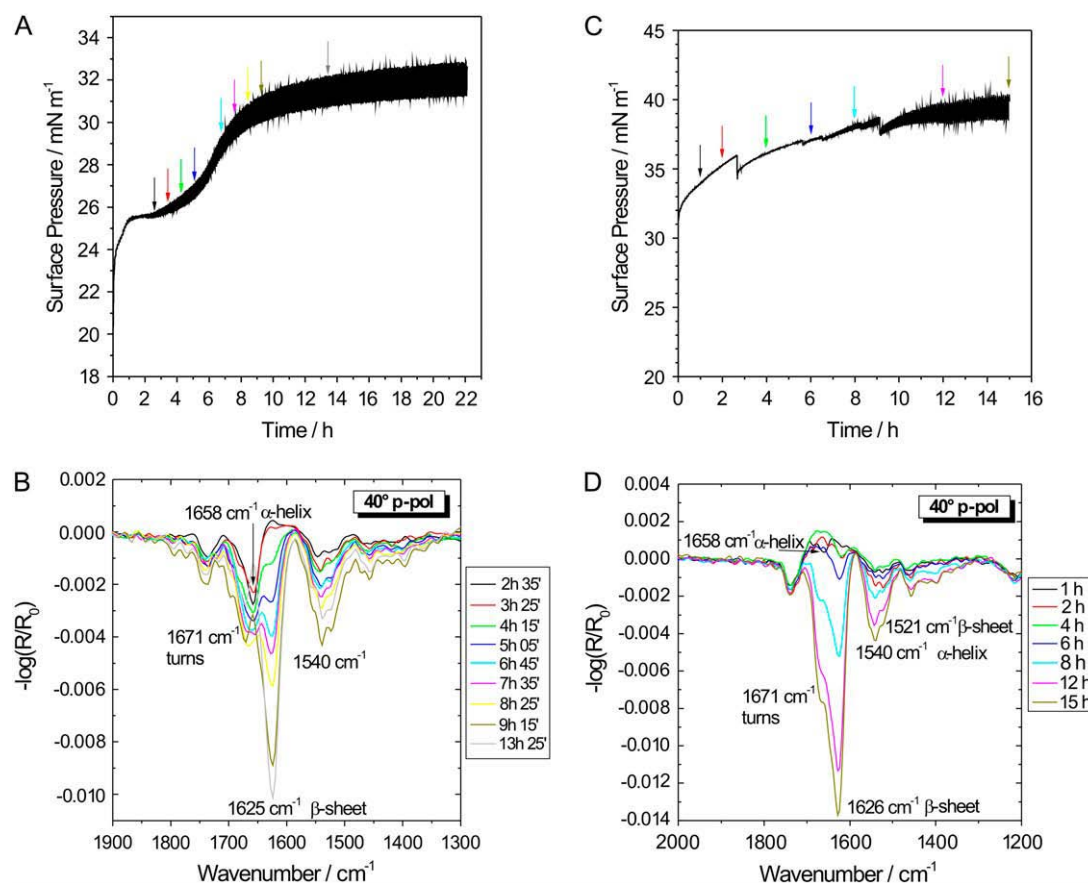 A
Surface Pressure / mN m-1
34
32
30
28
26
24
22
20
18
0 2 4 6 8 10 12 14 16 18 20 22
Time / h
C
Surface Pressure / mN m-1
45
40
35
30
25
20
0 2 4 6 8 10 12 14 16
Time / h
B
-log(R/R0)
0.002
0.000
-0.002
-0.004
-0.006
-0.008
-0.010
40° p-pol
1658 cm-1 α-helix
1671 cm-1
turns
1540 cm-1
1625 cm-1 β-sheet
2h 35'
3h 25'
4h 15'
5h 05'
6h 45'
7h 35'
8h 25'
9h 15'
13h 25'
1900 1800 1700 1600 1500 1400 1300
Wavenumber / cm-1
D
-log(R/R0)
0.004
0.002
0.000
-0.002
-0.004
-0.006
-0.008
-0.010
-0.012
-0.014
40° p-pol
1658 cm-1 α-helix
1521 cm-1 β-sheet
1540 cm-1 α-helix
1671 cm-1
turns
1626 cm-1 β-sheet
1 h
2 h
4 h
6 h
8 h
12 h
15 h
2000 1800 1600 1400 1200
Wavenumber / cm-1